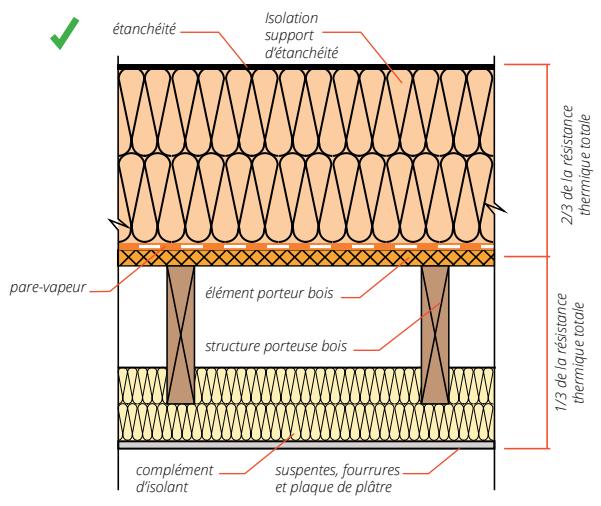 étanchéité
Isolation
support
d'étanchéité
2/3 de la résistance
thermique totale
pare-vapeur
élément porteur bois
structure porteuse bois
1/3 de la résistance
thermique totale
complément
d'isolant
suspentes, fourrures
et plaque de plâtre